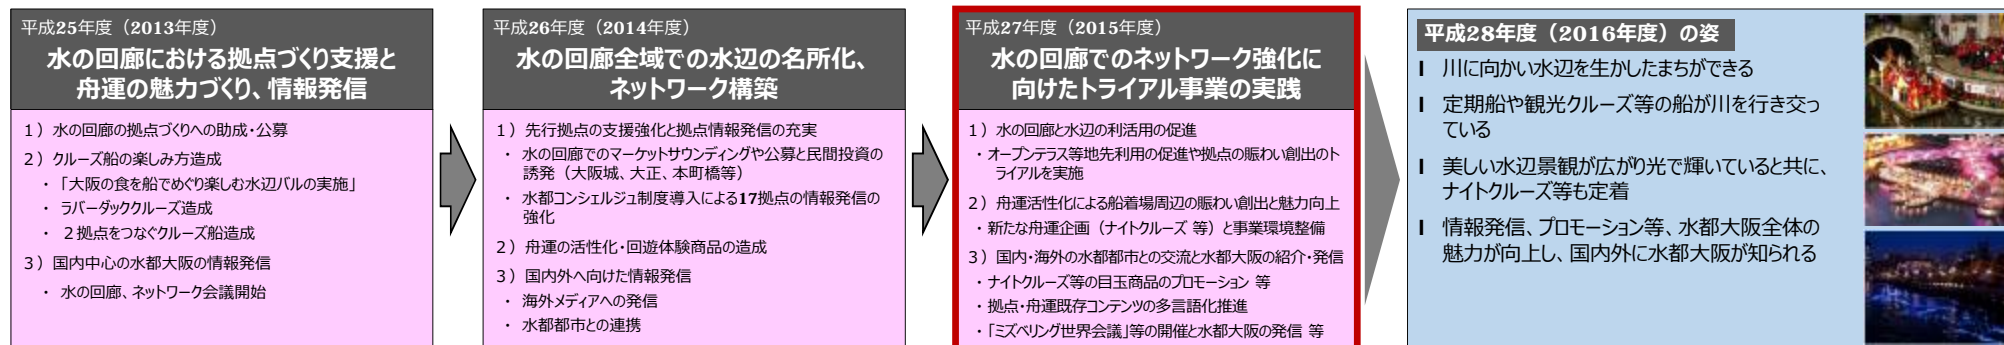 平成25年度（2013年度）
水の回廊における拠点づくり支援と
舟運の魅力づくり、情報発信
1）水の回廊の拠点づくりへの助成・公募
2）クルーズ船の楽しみ方造成
・ 「大阪の食を船でめぐり楽しむ水辺バルの実施」
・ ラバーダッククルーズ造成
・ 2拠点をつなぐクルーズ船造成
3）国内中心の水都大阪の情報発信
・ 水の回廊、ネットワーク会議開始
平成26年度（2014年度）
水の回廊全域での水辺の名所化、
ネットワーク構築
1）先行拠点の支援強化と拠点情報発信の充実
・ 水の回廊でのマーケットサウンディングや公募と民間投資の
誘発（大阪城、大正、本町橋等）
・ 水都コンシェルジュ制度導入による17拠点の情報発信の
強化
2）舟運の活性化・回遊体験商品の造成
3）国内外へ向けた情報発信
・ 海外メディアへの発信
・ 水都都市との連携
平成27年度（2015年度）
水の回廊でのネットワーク強化に
向けたトライアル事業の実践
1）水の回廊と水辺の利活用の促進
・オープンテラス等地先利用の促進や拠点の賑わい創出のト
ライアルを実施
2）舟運活性化による船着場周辺の賑わい創出と魅力向上
・新たな舟運企画（ナイトクルーズ 等）と事業環境整備
3）国内・海外の水都都市との交流と水都大阪の紹介・発信
・ナイトクルーズ等の目玉商品のプロモーション 等
・拠点・舟運既存コンテンツの多言語化推進
・「ミズベリング世界会議」等の開催と水都大阪の発信 等
平成28年度（2016年度）の姿
l 川に向かい水辺を生かしたまちができる
l 定期船や観光クルーズ等の船が川を行き交っ
ている
l 美しい水辺景観が広がり光で輝いていると共に、
ナイトクルーズ等も定着
l 情報発信、プロモーション等、水都大阪全体の
魅力が向上し、国内外に水都大阪が知られる